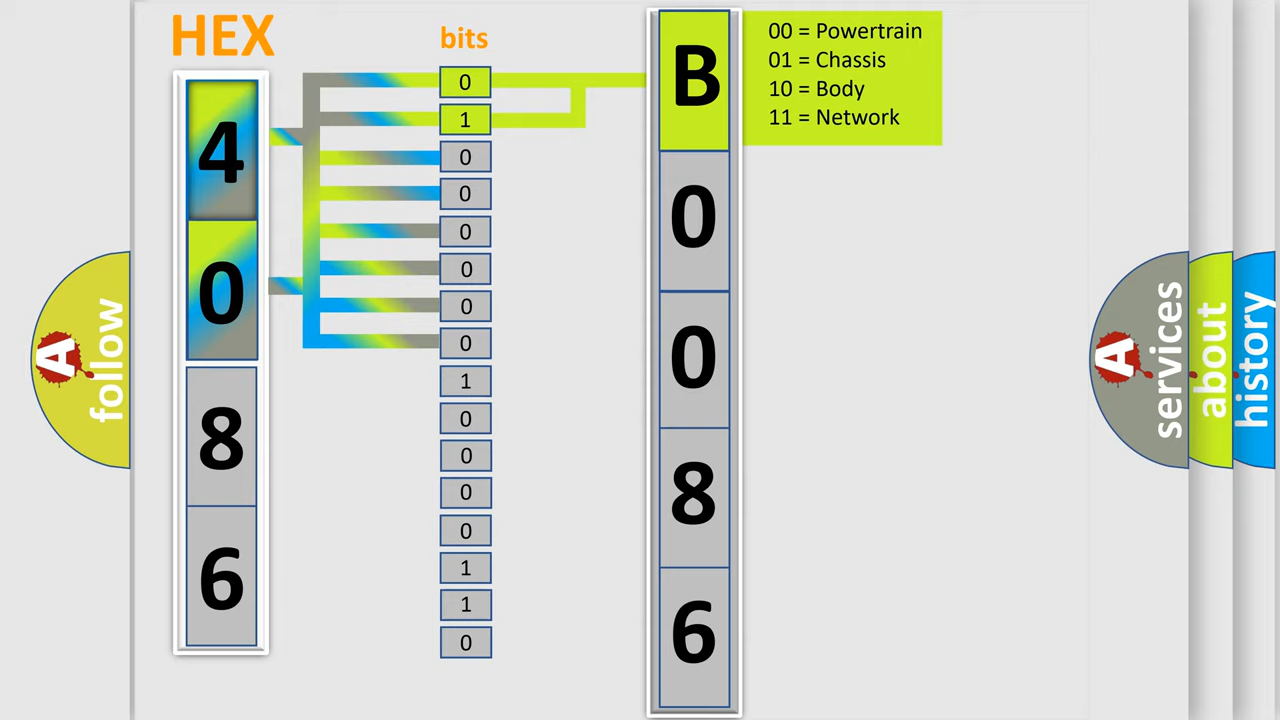 HEX
bits
4
0
8
6
0
1
0
0
0
0
0
0
1
0
0
0
0
1
1
0
B
0
0
8
6
00 = Powertrain
01 = Chassis
10 = Body
11 = Network
A
follow
A
services
about
history